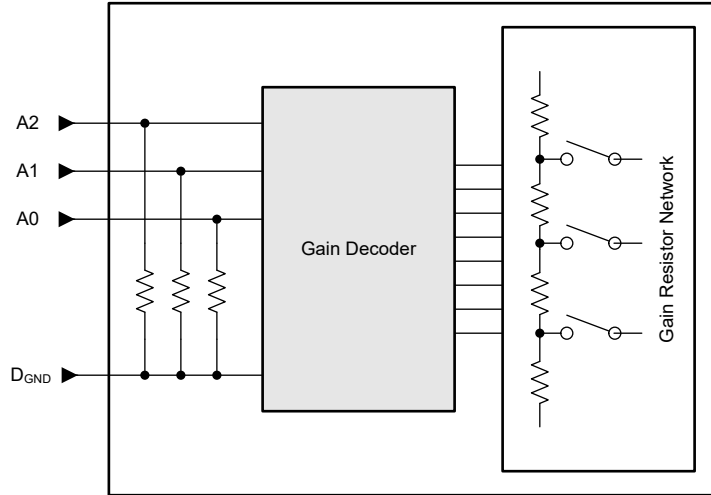 A2
A1
A0
Gain Decoder
Gain Resistor Network
DGND